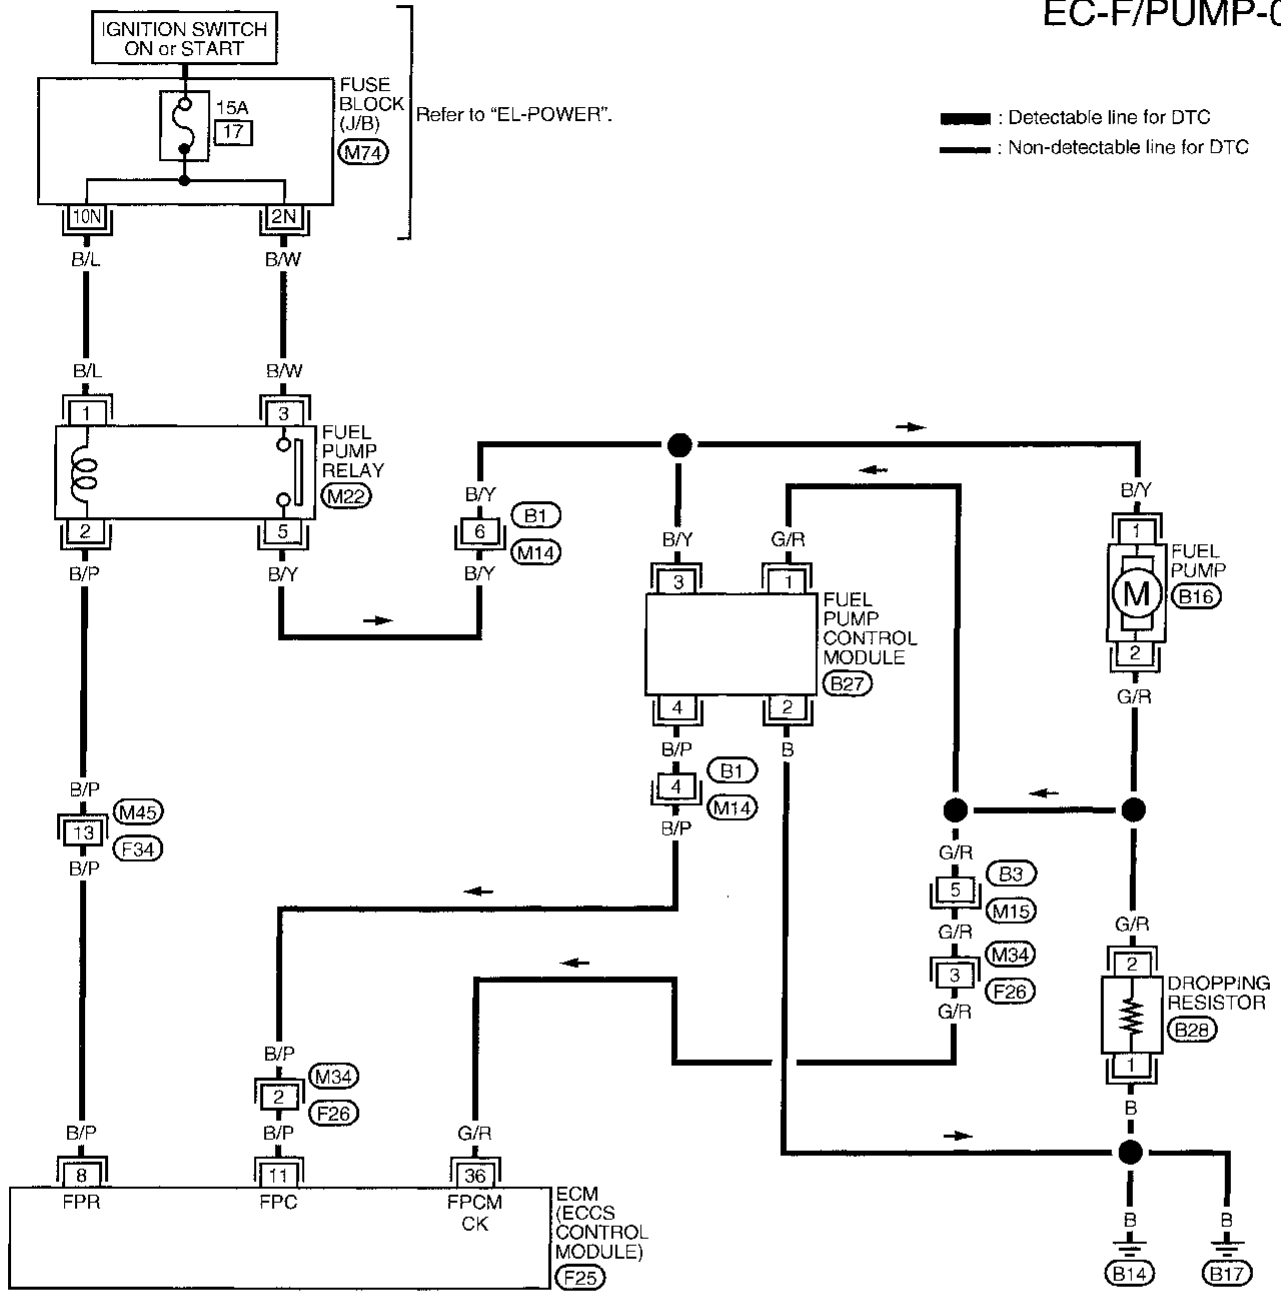 EC-F/PUMP-0
IGNITION SWITCH
ON or START
15A
17
FUSE
BLOCK
(J/B)
M74
Refer to “EL-POWER”.
: Detectable line for DTC
: Non-detectable line for DTC
10N
2N
B/L
B/W
B/L
B/W
1
3
FUEL
PUMP
RELAY
M22
2
5
B/P
B/Y
B/Y
6
B1
M14
B/Y
B/Y
G/R
3
1
FUEL
PUMP
CONTROL
MODULE
B27
4
2
B/P
B
4
B1
M14
B/P
B/Y
1
FUEL
PUMP
B16
M
2
G/R
B/P
M45
13
F34
B/P
G/R
B3
5
M15
G/R
M34
3
F26
G/R
G/R
2
DROPPING
RESISTOR
B28
1
B
B/P
M34
2
F26
B/P
B/P
G/R
8
11
36
FPR
FPC
FPCM
CK
ECM
(ECCS
CONTROL
MODULE)
F25
B
B
B14
B17